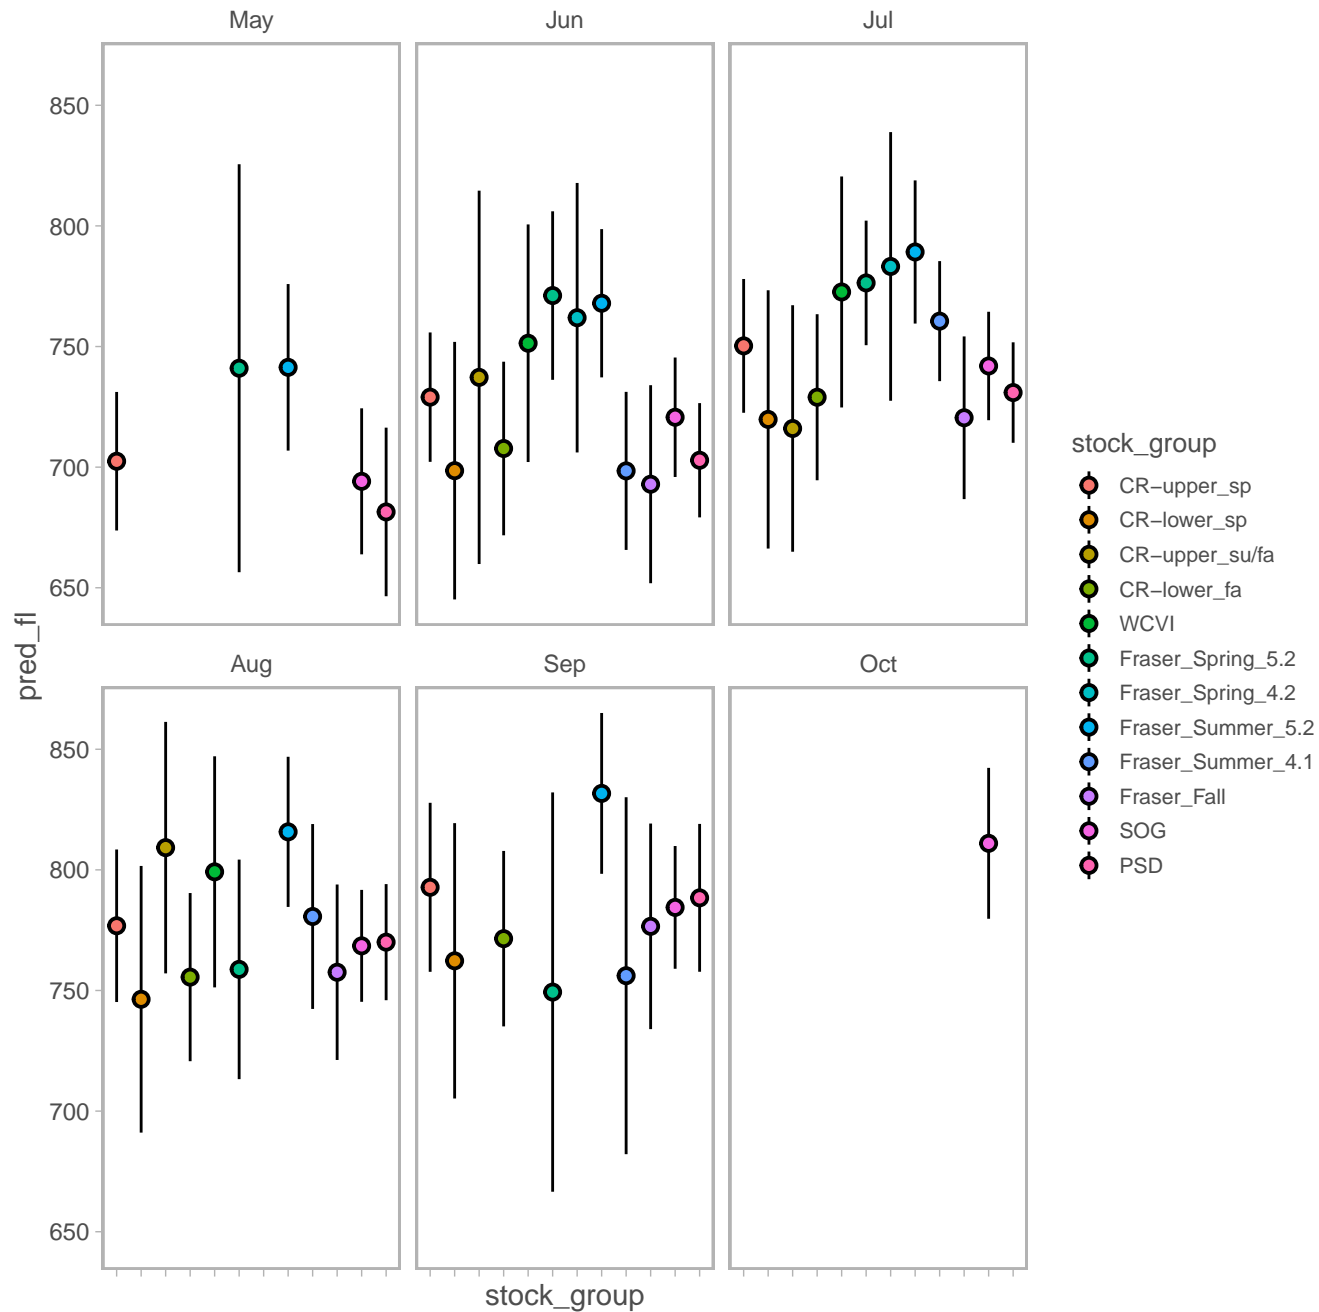 May
Jun
Jul
850
800
750
700
650
pred_fl
Aug
Sep
Oct
850
800
750
700
650
stock_group
stock_group
CR−upper_sp
CR−lower_sp
CR−upper_su/fa
CR−lower_fa
WCVI
Fraser_Spring_5.2
Fraser_Spring_4.2
Fraser_Summer_5.2
Fraser_Summer_4.1
Fraser_Fall
SOG
PSD